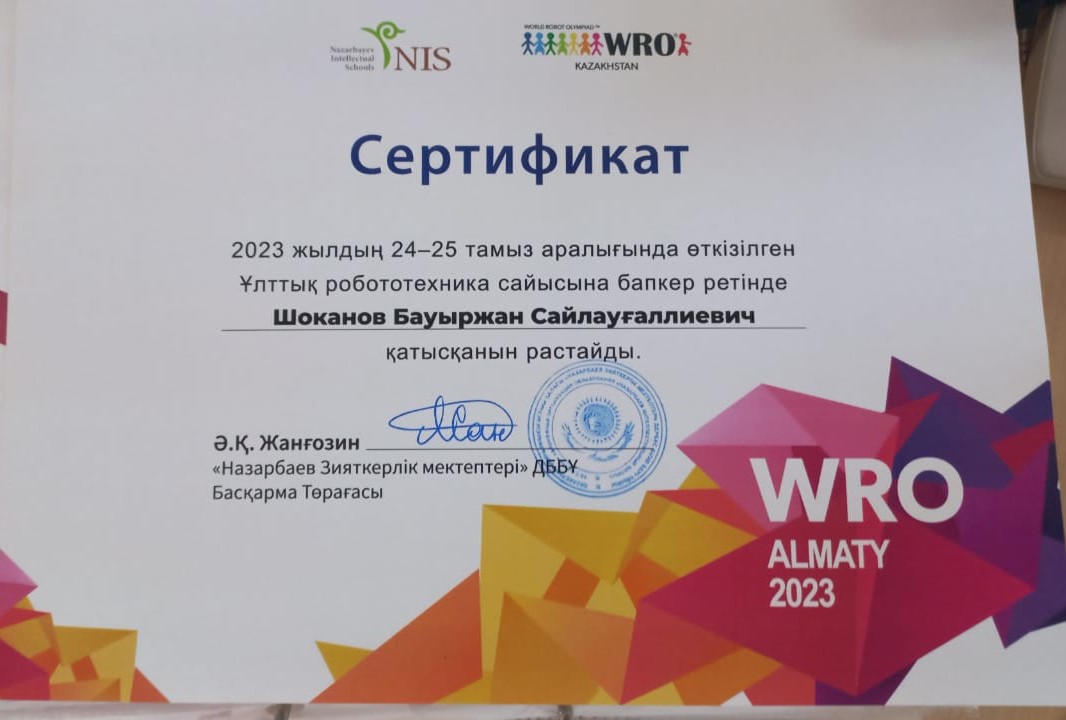 Nazarbayev
Intellectual
Schools
NIS
WORLD ROBOT OLYMPIAD™
WRO
KAZAKHSTAN
Сертификат
2023 жылдың 24–25 тамыз аралығында өткізілген
Ұлттық робототехника сайысына бапкер ретінде
Шоканов Бауыржан Сайлауғаллиевич
қатысқанын растайды.
Ә.Қ. Жанғозин
«Назарбаев Зияткерлік мектептері» ДББҰ
Басқарма Төрағасы
WRO
ALMATY
2023